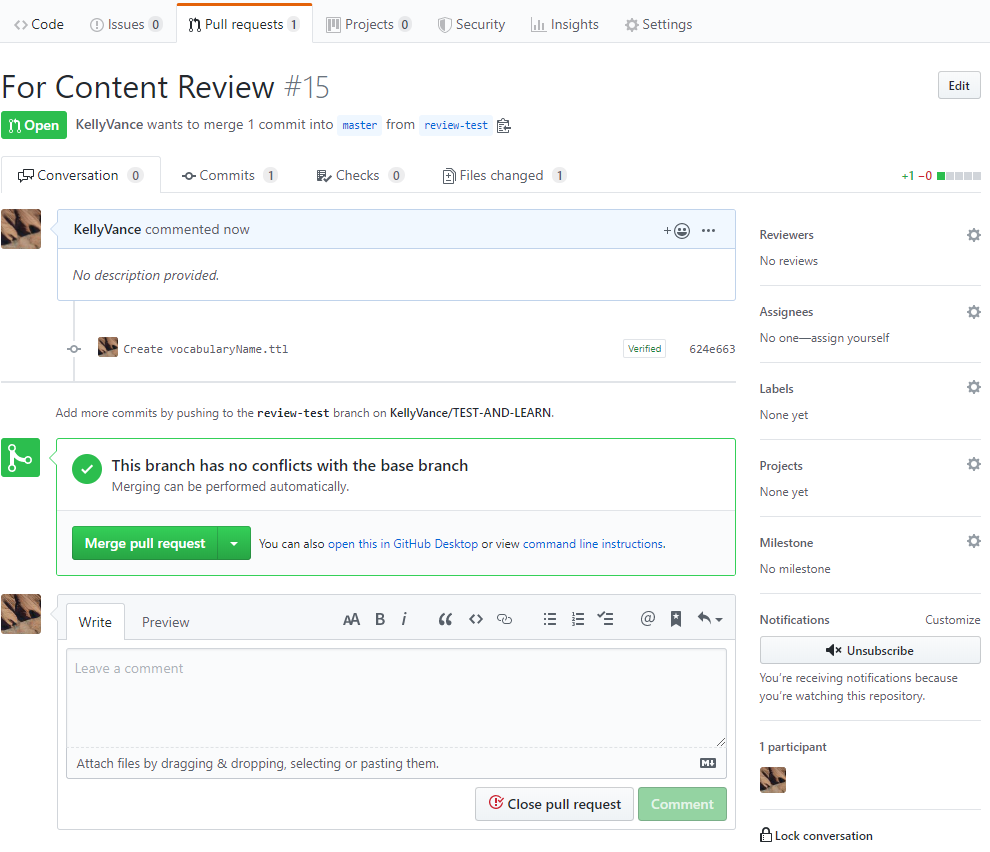 Code Issues 0 Pull requests 1 Projects 0 Security Insights Settings
For Content Review #15
Edit
Open KellyVance wants to merge 1 commit into master from review-test
Conversation 0 Commits 1 Checks 0 Files changed 1 +1 −0
KellyVance commented now
No description provided.
Create vocabularyName.ttl Verified 624e663
Add more commits by pushing to the review-test branch on KellyVance/TEST-AND-LEARN.
This branch has no conflicts with the base branch
Merging can be performed automatically.
Merge pull request You can also open this in GitHub Desktop or view command line instructions.
Write Preview
Leave a comment
Attach files by dragging & dropping, selecting or pasting them.
Close pull request Comment
Reviewers
No reviews
Assignees
No one—assign yourself
Labels
None yet
Projects
None yet
Milestone
No milestone
Notifications Customize
Unsubscribe
You're receiving notifications because
you're watching this repository.
1 participant
Lock conversation